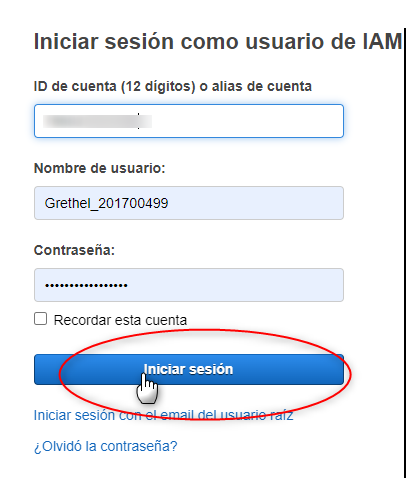 Iniciar sesión como usuario de IAM
ID de cuenta (12 dígitos) o alias de cuenta
Nombre de usuario:
Grethel_201700499
Contraseña:
•••••••••••••••••
Recordar esta cuenta
Iniciar sesión
Iniciar sesión con el email del usuario raíz
¿Olvidó la contraseña?